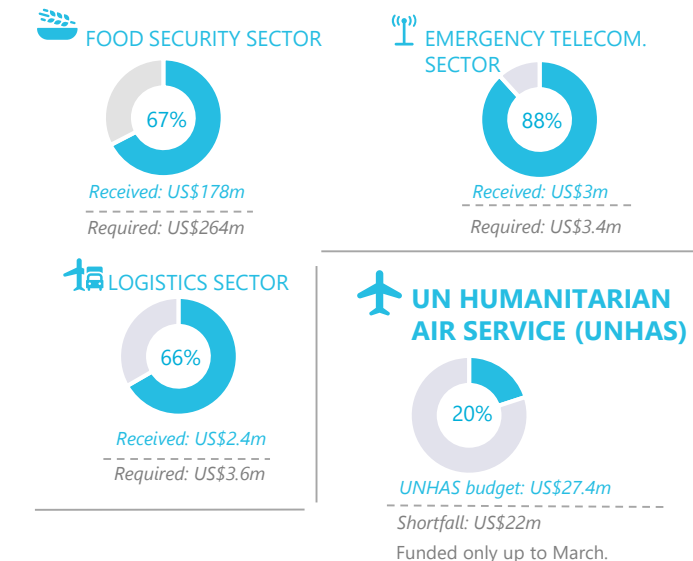 FOOD SECURITY SECTOR
67%
Received: US$178m
Required: US$264m
EMERGENCY TELECOM.
SECTOR
88%
Received: US$3m
Required: US$3.4m
LOGISTICS SECTOR
66%
Received: US$2.4m
Required: US$3.6m
UN HUMANITARIAN
AIR SERVICE (UNHAS)
20%
UNHAS budget: US$27.4m
Shortfall: US$22m
Funded only up to March.